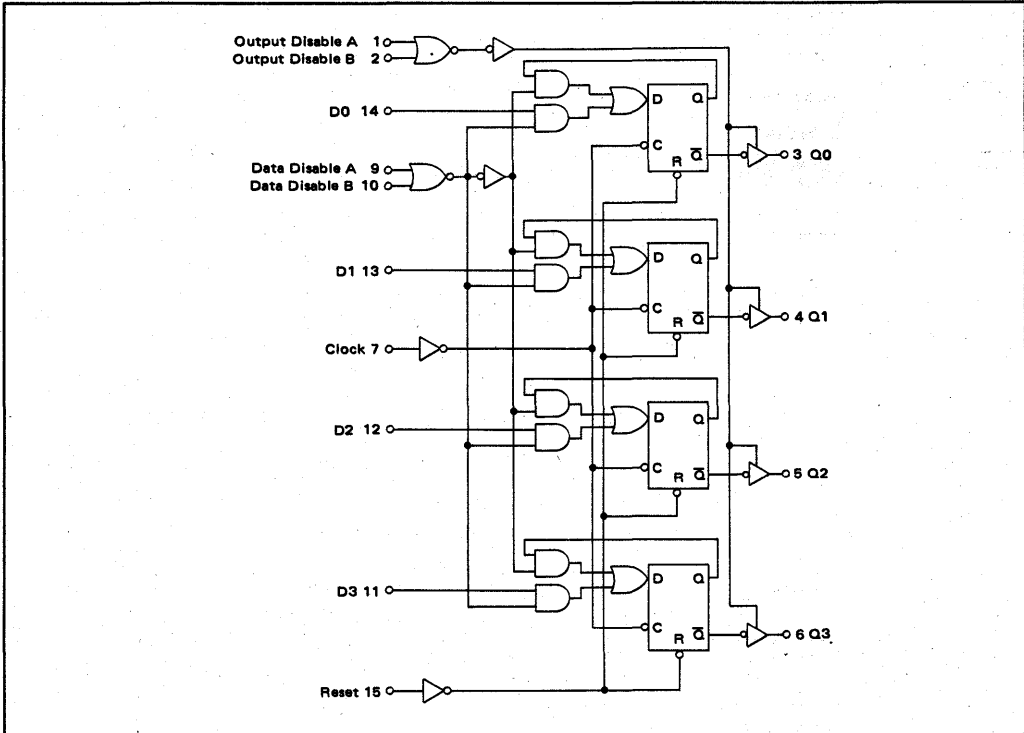 Output Disable A 1
Output Disable B 2
D Q
D0 14
C Q̅
R
3 Q0
Data Disable A 9
Data Disable B 10
D Q
D1 13
C Q̅
R
4 Q1
Clock 7
D Q
D2 12
C Q̅
R
5 Q2
D Q
D3 11
C Q̅
R
6 Q3
Reset 15